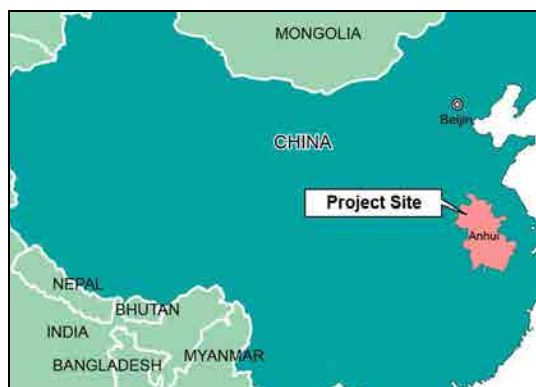 MONGOLIA
Beijin
CHINA
Project Site
Anhui
NEPAL
BHUTAN
INDIA
MYANMAR
BANGLADESH